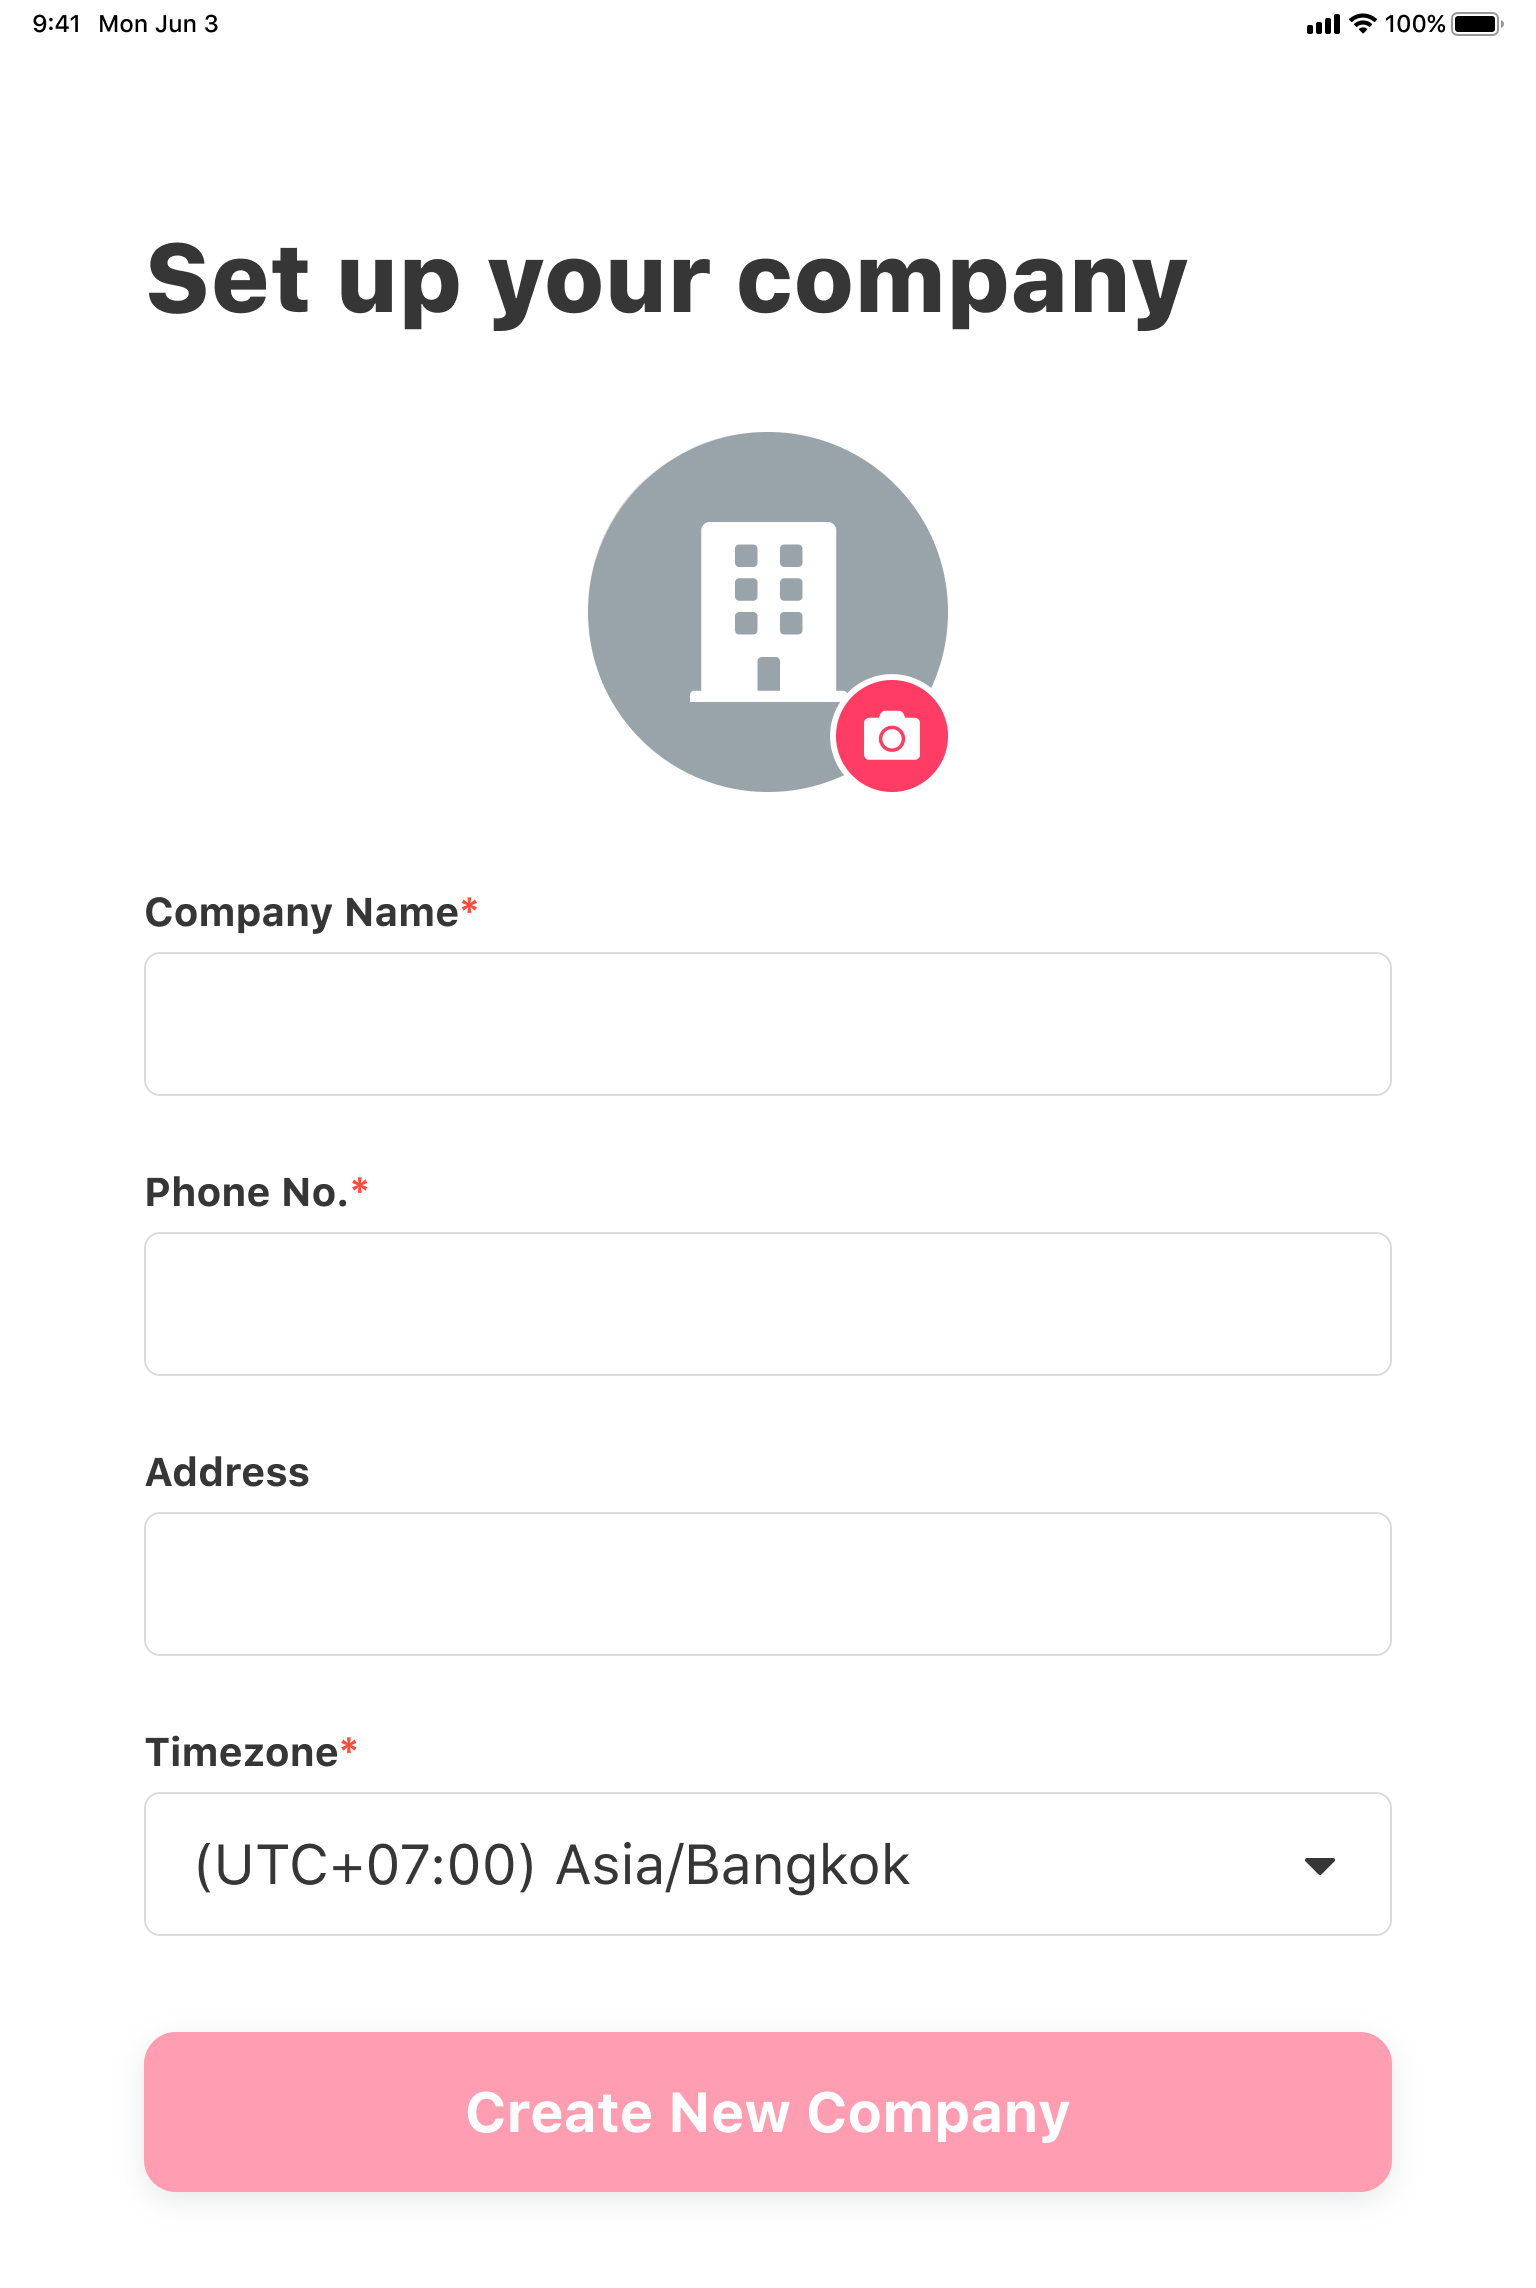 9:41 Mon Jun 3 100%
Set up your company
Company Name*
Phone No.*
Address
Timezone*
(UTC+07:00) Asia/Bangkok
Create New Company